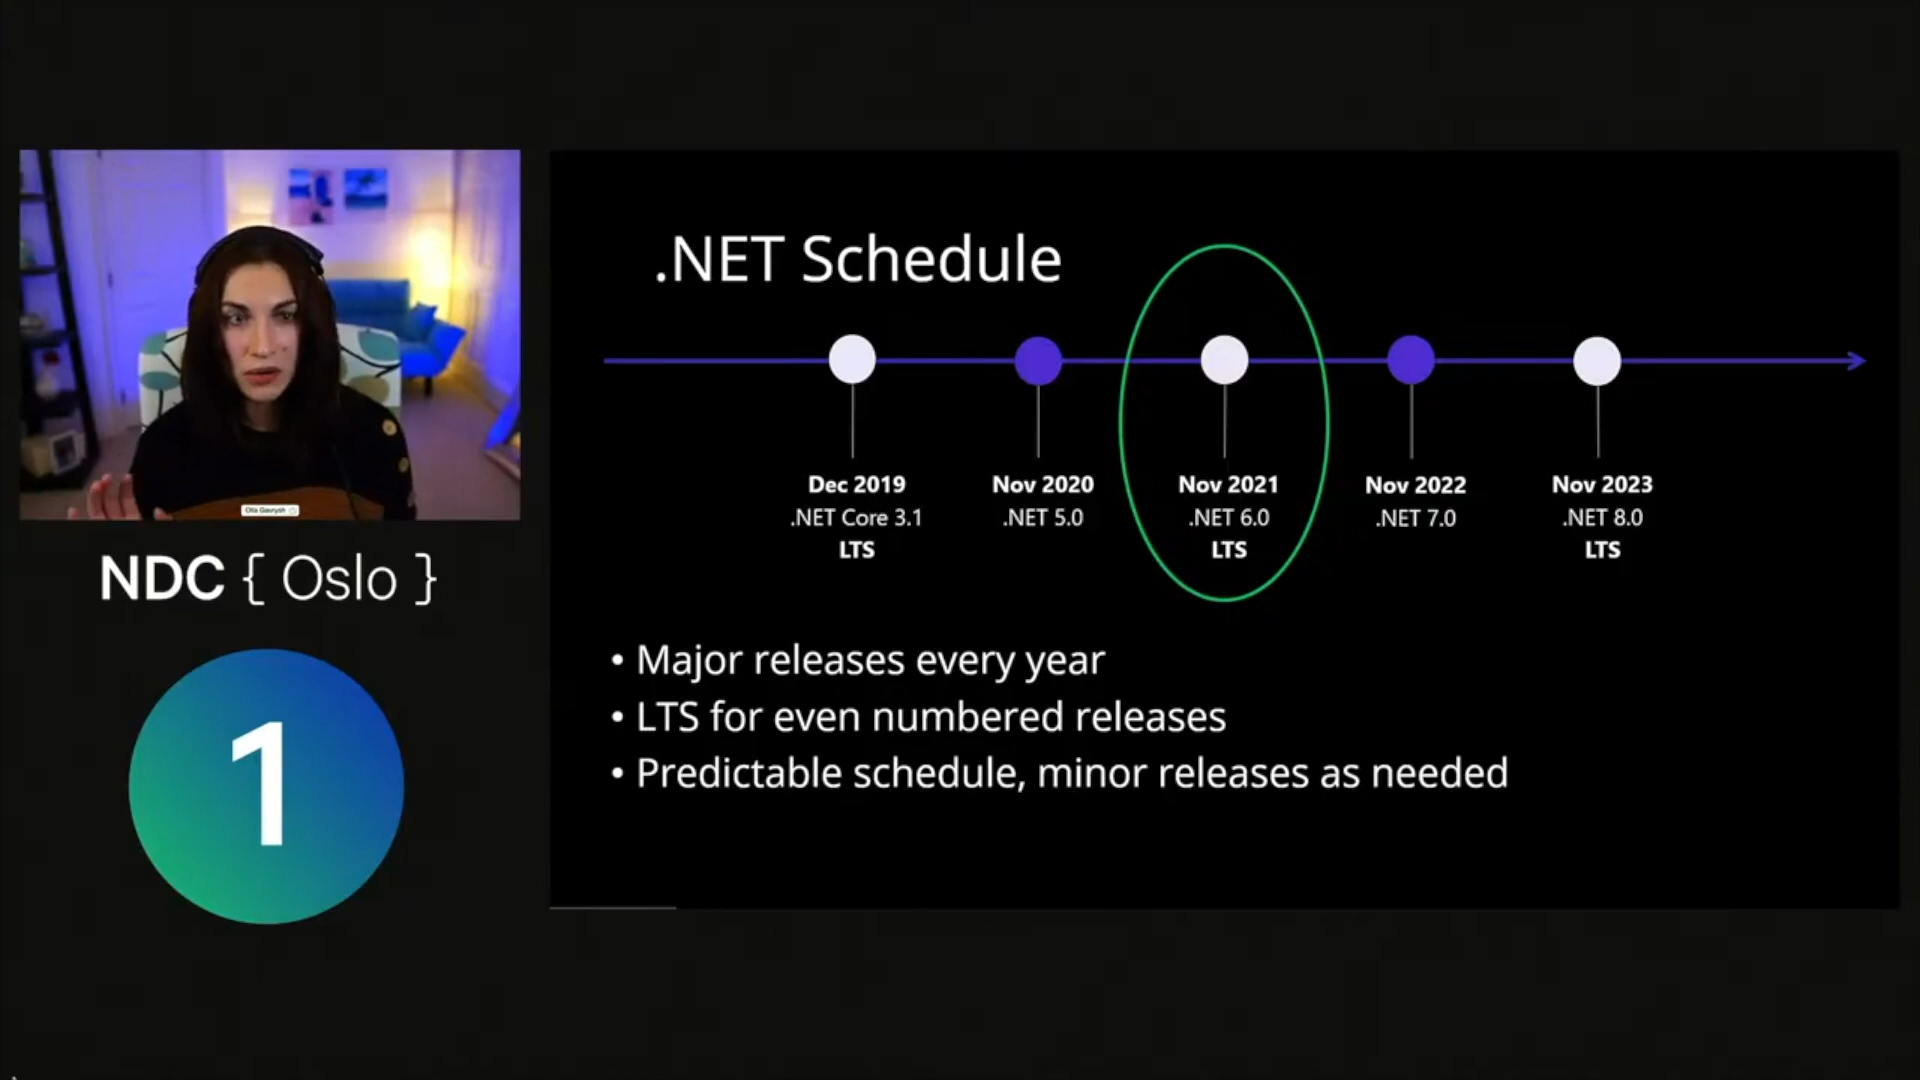 Olia Gavrysh
NDC { Oslo }
1
.NET Schedule
Dec 2019
.NET Core 3.1
LTS
Nov 2020
.NET 5.0
Nov 2021
.NET 6.0
LTS
Nov 2022
.NET 7.0
Nov 2023
.NET 8.0
LTS
• Major releases every year
• LTS for even numbered releases
• Predictable schedule, minor releases as needed